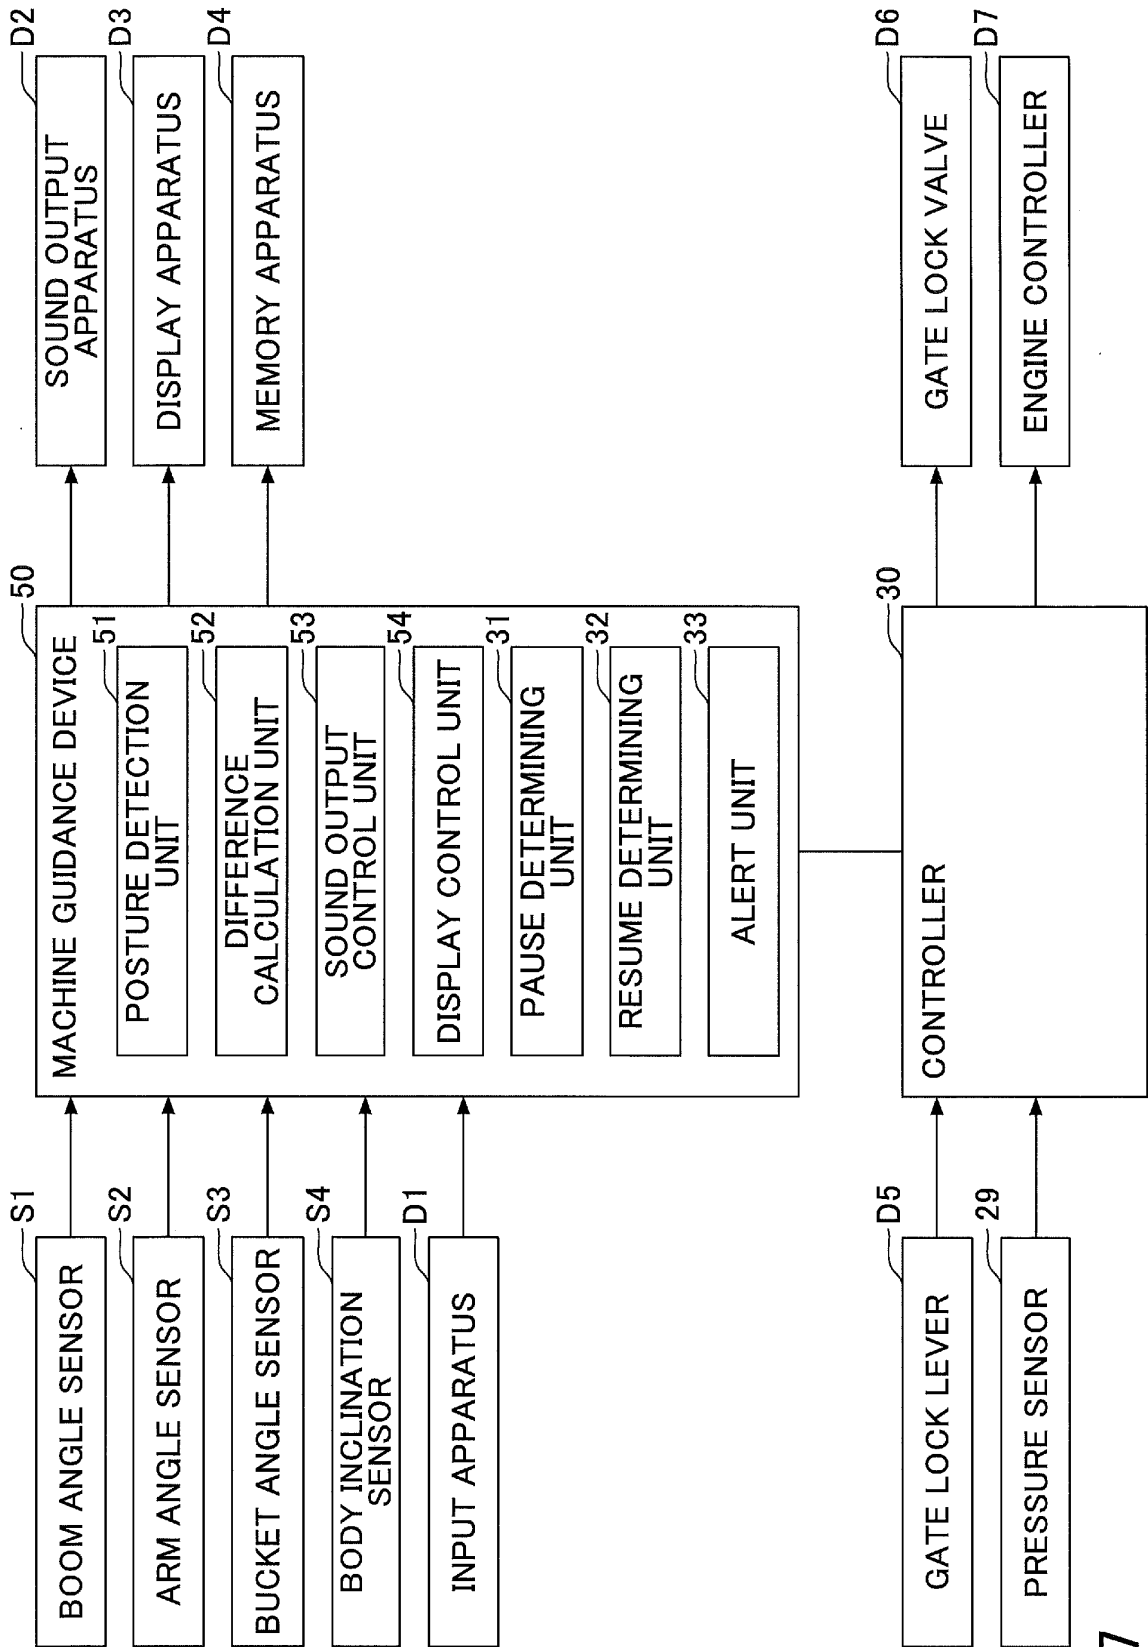 S1
BOOM ANGLE SENSOR
S2
ARM ANGLE SENSOR
S3
BUCKET ANGLE SENSOR
S4
BODY INCLINATION
SENSOR
D1
INPUT APPARATUS
50
MACHINE GUIDANCE DEVICE
51
POSTURE DETECTION
UNIT
52
DIFFERENCE
CALCULATION UNIT
53
SOUND OUTPUT
CONTROL UNIT
54
DISPLAY CONTROL UNIT
31
PAUSE DETERMINING
UNIT
32
RESUME DETERMINING
UNIT
33
ALERT UNIT
D2
SOUND OUTPUT
APPARATUS
D3
DISPLAY APPARATUS
D4
MEMORY APPARATUS
D5
GATE LOCK LEVER
29
PRESSURE SENSOR
30
CONTROLLER
D6
GATE LOCK VALVE
D7
ENGINE CONTROLLER
7